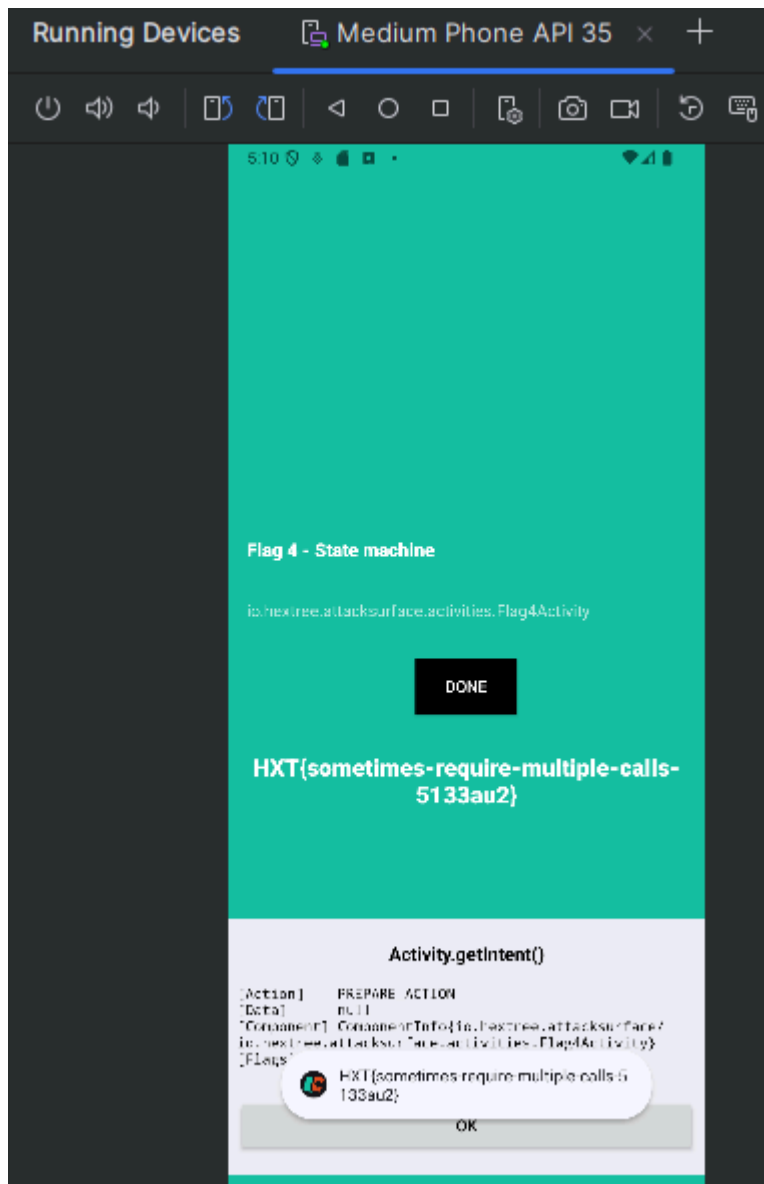 Running Devices
Medium Phone API 35
5:10
Flag 4 - State machine
io.hextree.attacksurface.activities.Flag4Activity
DONE
HXT{sometimes-require-multiple-calls-
5133au2}
Activity.getIntent()
[Action] PREPARE_ACTION
[Data] null
[Component] ComponentInfo{io.hextree.attacksurface/
io.hextree.attacksurface.activities.Flag4Activity}
[Flags
HXT{sometimes-require-multiple-calls-5
133au2}
OK